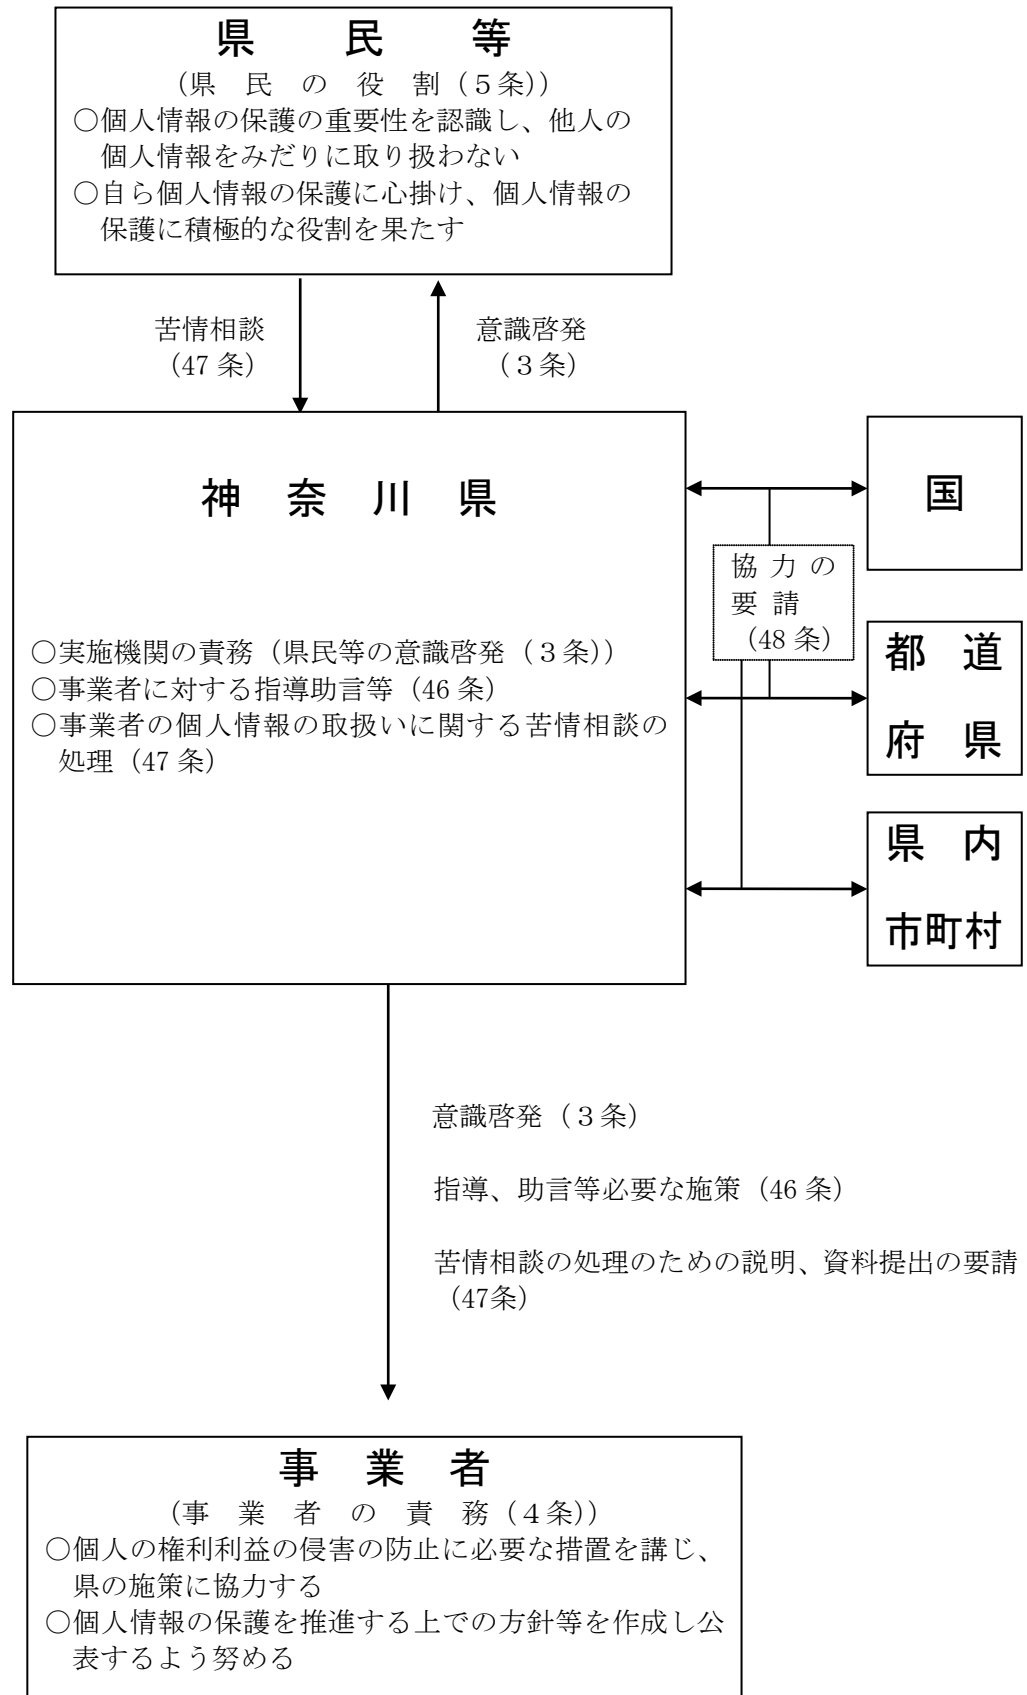 県　民　等
（県　民　の　役　割（５条））
○個人情報の保護の重要性を認識し、他人の
個人情報をみだりに取り扱わない
○自ら個人情報の保護に心掛け、個人情報の
保護に積極的な役割を果たす
苦情相談
（47 条）
意識啓発
（３条）
神　奈　川　県
○実施機関の責務（県民等の意識啓発（３条））
○事業者に対する指導助言等（46 条）
○事業者の個人情報の取扱いに関する苦情相談の
処理（47 条）
国
協 力 の
要 請
（48 条）
都　道
府　県
県　内
市町村
意識啓発（３条）
指導、助言等必要な施策（46 条）
苦情相談の処理のための説明、資料提出の要請
（47条）
事　業　者
（事　業　者　の　責　務（４条））
○個人の権利利益の侵害の防止に必要な措置を講じ、
県の施策に協力する
○個人情報の保護を推進する上での方針等を作成し公
表するよう努める